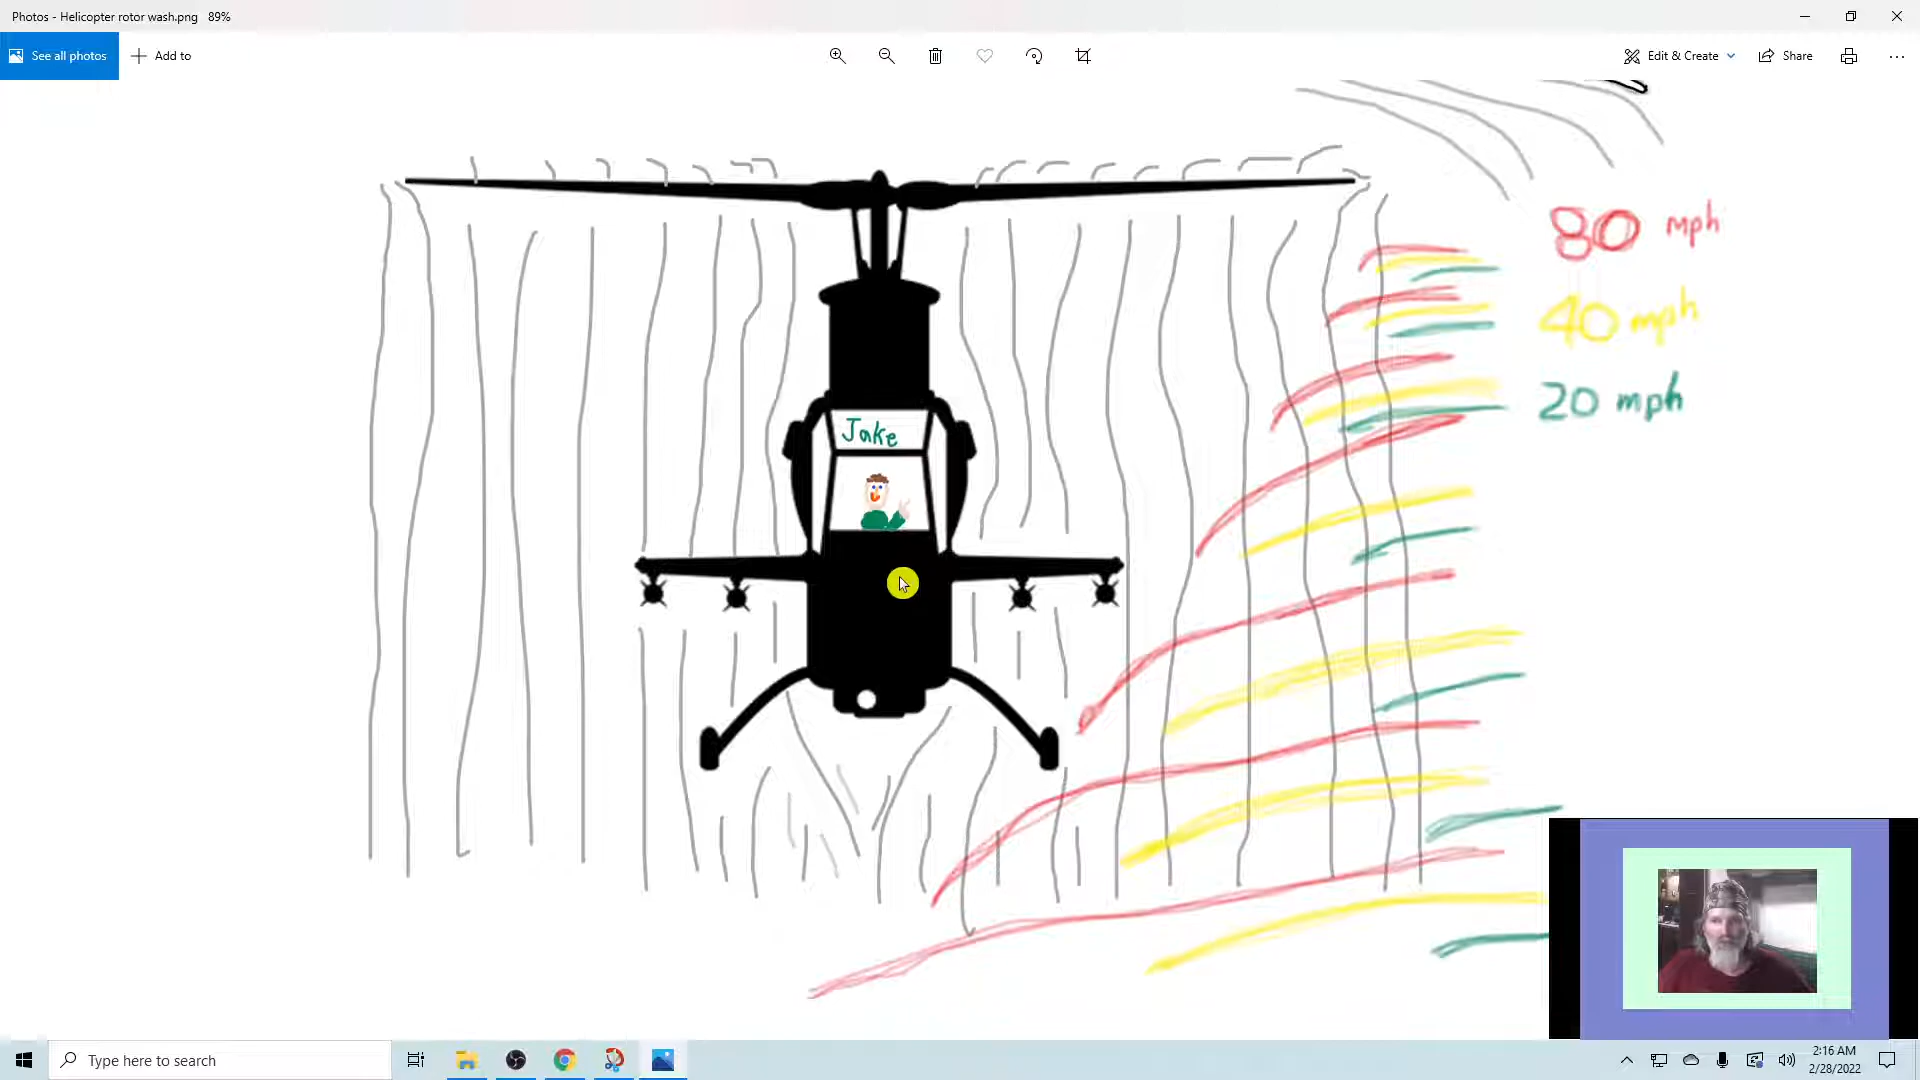 Photos - Helicopter rotor wash.png 89%
See all photos
Add to
Edit & Create
Share
80 mph
40 mph
20 mph
Jake
Type here to search
2:16 AM
2/28/2022